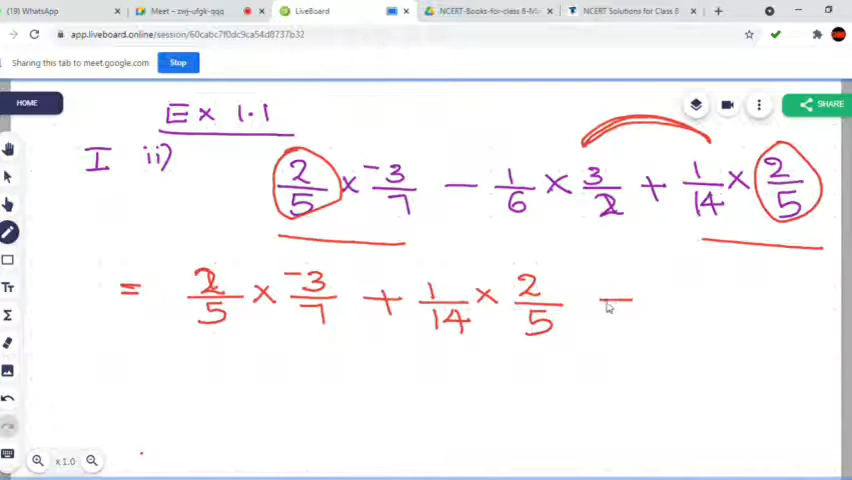 (19) WhatsApp
Meet – zwj-ufgk-qqq
LiveBoard
NCERT-Books-for-class 8-Ma
NCERT Solutions for Class 8
app.liveboard.online/session/60cabc7f0dc9ca54d8737b32
Sharing this tab to meet.google.com
Stop
HOME
SHARE
Ex 1.1
I ii) 2/5 × -3/7 – 1/6 × 3/2 + 1/14 × 2/5
= 2/5 × -3/7 + 1/14 × 2/5 –
Tт
Σ
x 1.0